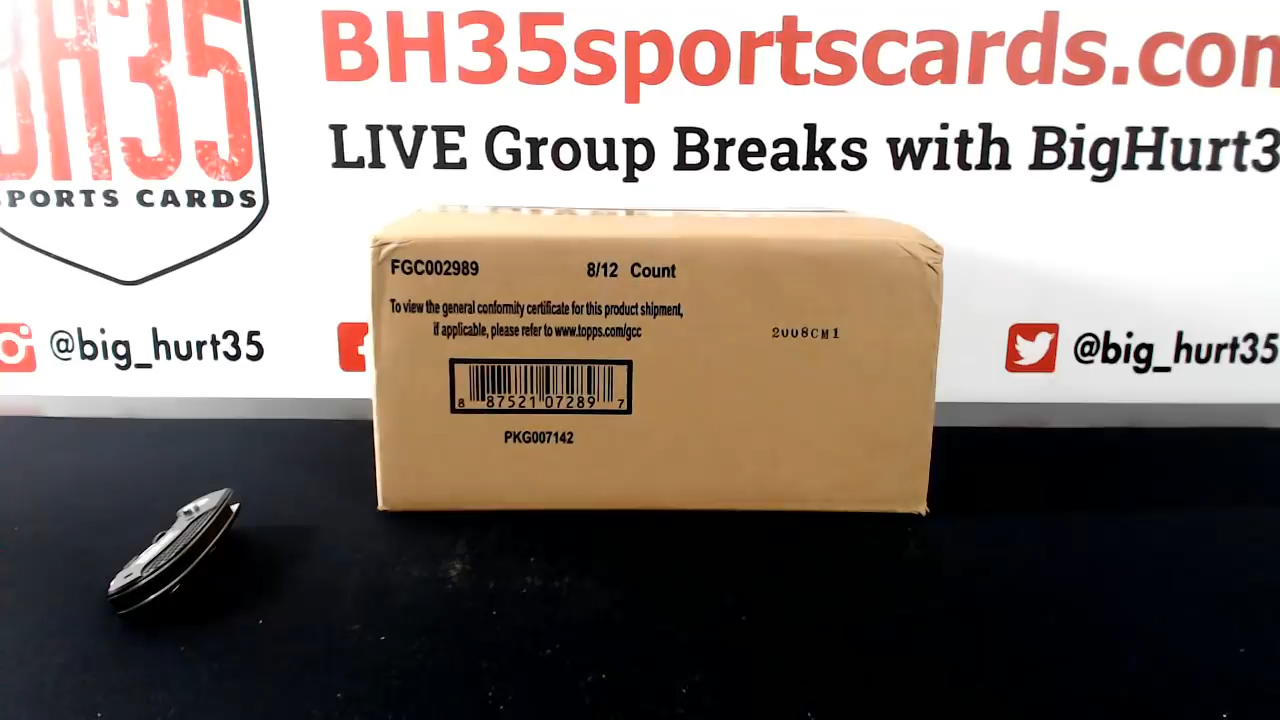 BH35
SPORTS CARDS
BH35sportscards.com
LIVE Group Breaks with BigHurt3
@big_hurt35
@big_hurt35
FGC002989
8/12 Count
To view the general conformity certificate for this product shipment,
if applicable, please refer to www.topps.com/gcc
2008CM1
8 87521 07289 7
PKG007142